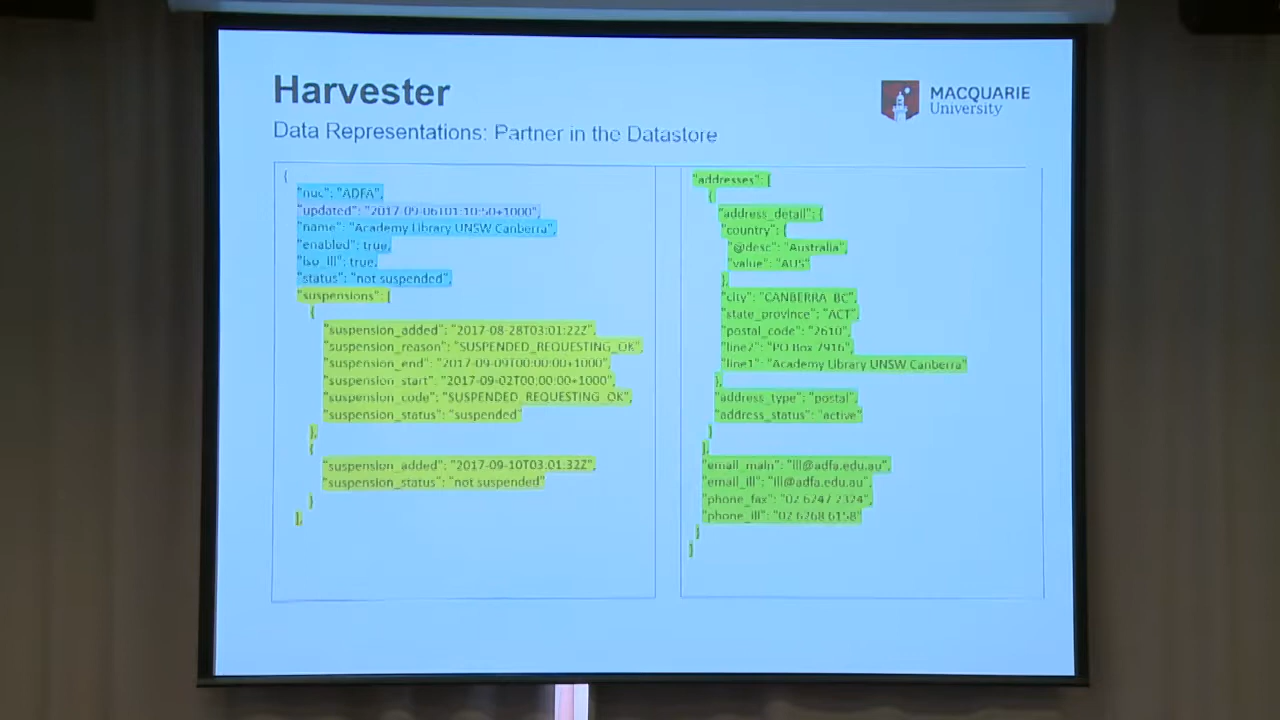 Harvester
MACQUARIE
University
Data Representations: Partner in the Datastore
{
"nuc": "ADFA",
"updated": "2017-09-06T01:10:50+1000",
"name": "Academy Library UNSW Canberra",
"enabled": true,
"iso_ill": true,
"status": "not suspended",
"suspensions": [
{
"suspension_added": "2017-08-28T03:01:22Z",
"suspension_reason": "SUSPENDED_REQUESTING_OK",
"suspension_end": "2017-09-09T00:00:00+1000",
"suspension_start": "2017-09-02T00:00:00+1000",
"suspension_code": "SUSPENDED_REQUESTING_OK",
"suspension_status": "suspended"
},
{
"suspension_added": "2017-09-10T03:01:32Z",
"suspension_status": "not suspended"
}
],
"addresses": [
{
"address_detail": {
"country": {
"@desc": "Australia",
"value": "AUS"
},
"city": "CANBERRA BC",
"state_province": "ACT",
"postal_code": "2610",
"line2": "PO Box 7916",
"line1": "Academy Library UNSW Canberra"
},
"address_type": "postal",
"address_status": "active"
}
],
"email_main": "ill@adfa.edu.au",
"email_ill": "ill@adfa.edu.au",
"phone_fax": "02 6247 2324",
"phone_ill": "02 6268 6158"
}
]